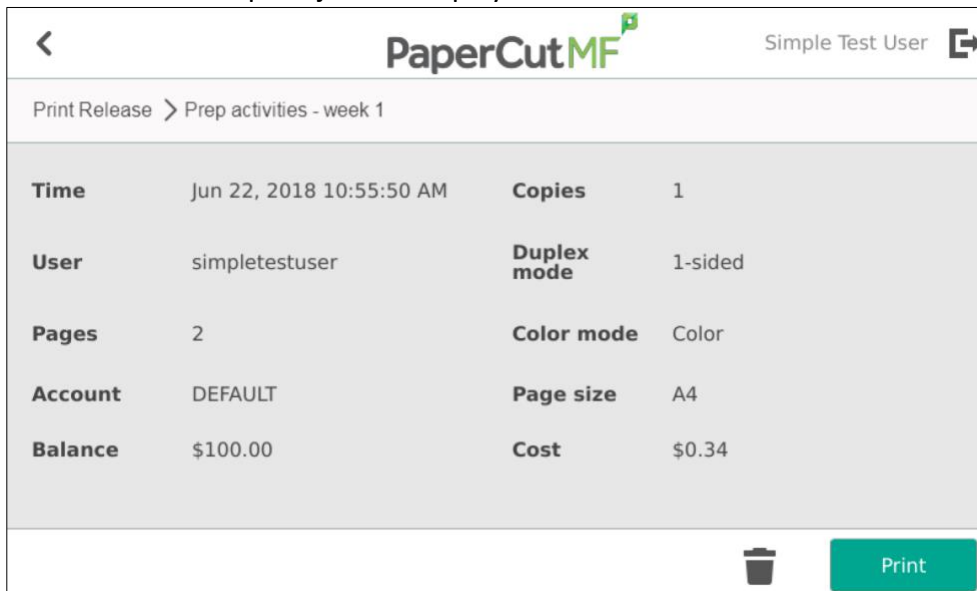 PaperCutMF
Simple Test User
Print Release > Prep activities - week 1
Time Jun 22, 2018 10:55:50 AM Copies 1
User simpletestuser Duplex mode 1-sided
Pages 2 Color mode Color
Account DEFAULT Page size A4
Balance $100.00 Cost $0.34
Print